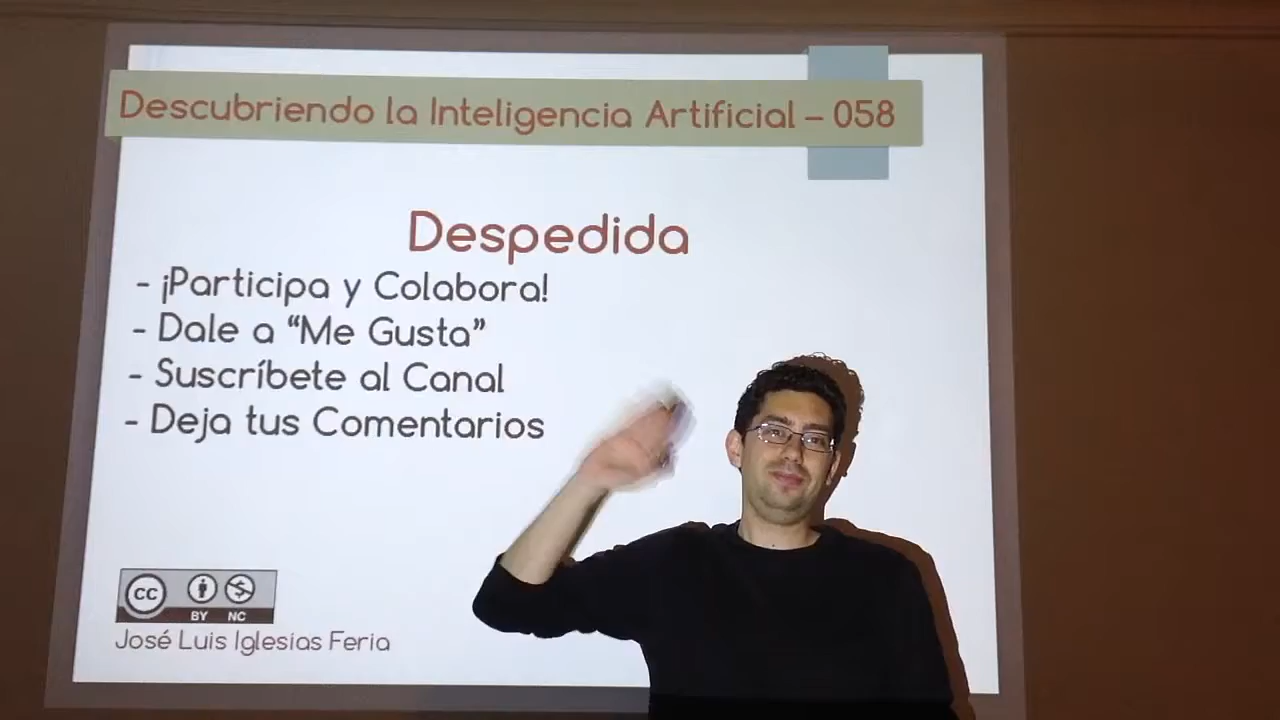 Descubriendo la Inteligencia Artificial – 058
Despedida
- ¡Participa y Colabora!
- Dale a “Me Gusta”
- Suscríbete al Canal
- Deja tus Comentarios
CC BY NC
José Luis Iglesias Feria